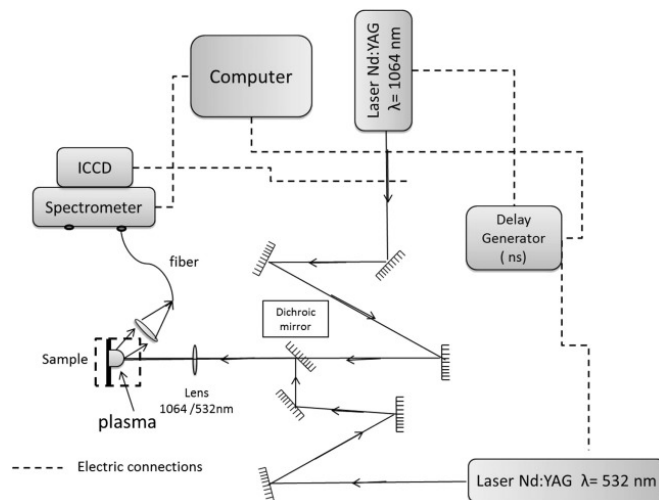 Computer
Laser Nd:YAG
λ= 1064 nm
ICCD
Spectrometer
Delay
Generator
( ns)
fiber
Dichroic
mirror
Sample
Lens
1064 /532nm
plasma
Electric connections
Laser Nd:YAG λ= 532 nm